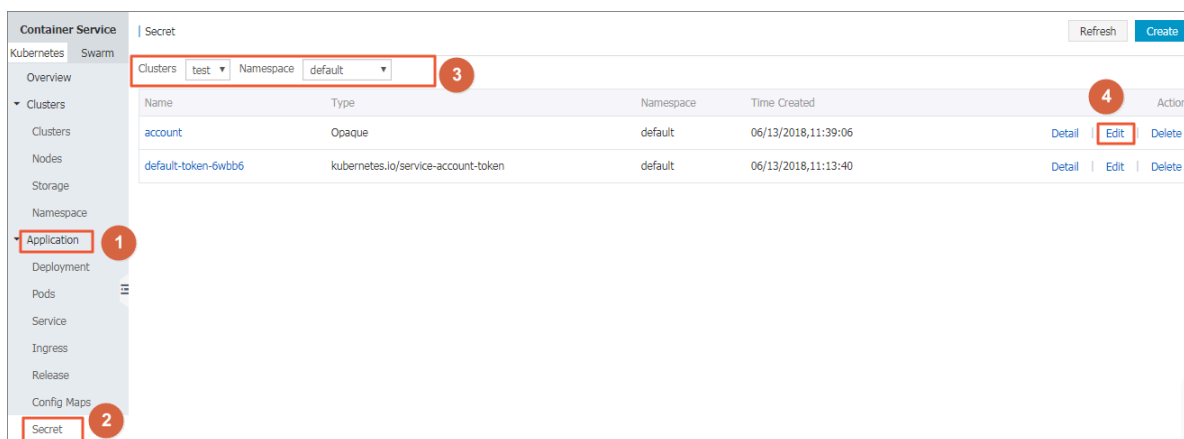 Container Service
Kubernetes Swarm
Overview
Clusters
Clusters
Nodes
Storage
Namespace
Application
1
Deployment
Pods
Service
Ingress
Release
Config Maps
Secret
2
Secret
Refresh Create
Clusters test Namespace default
3
Name Type Namespace Time Created Action
4
account Opaque default 06/13/2018,11:39:06 Detail | Edit | Delete
default-token-6wbb6 kubernetes.io/service-account-token default 06/13/2018,11:13:40 Detail | Edit | Delete